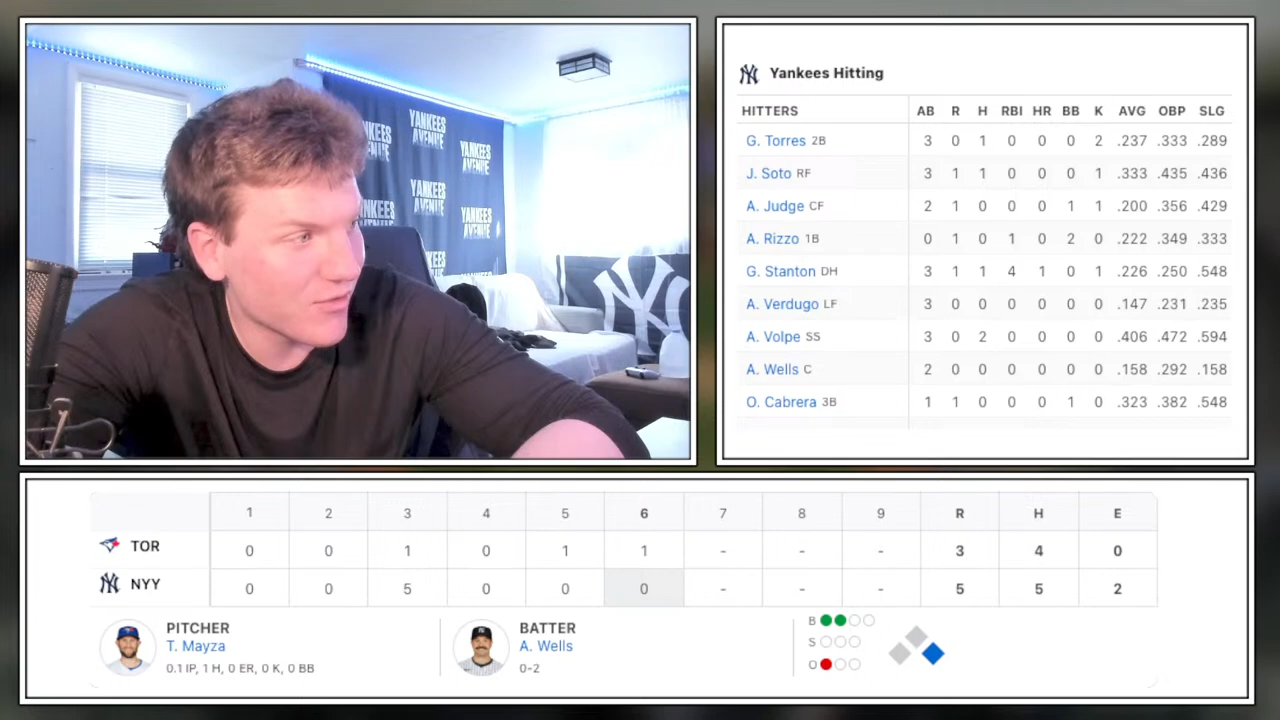 YANKEES AVENUE
YANKEES AVENUE
YANKEES AVENUE
YANKEES AVENUE
Yankees Hitting
HITTERS AB H RBI HR BB K AVG OBP SLG
G. Torres 2B 3 0 1 0 0 0 2 .237 .333 .289
J. Soto RF 3 1 1 0 0 0 1 .333 .435 .436
A. Judge CF 2 1 0 0 0 1 1 .200 .356 .429
A. Rizzo 1B 0 1 0 1 0 2 0 .222 .349 .333
G. Stanton DH 3 1 1 4 1 0 1 .226 .250 .548
A. Verdugo LF 3 0 0 0 0 0 0 .147 .231 .235
A. Volpe SS 3 0 2 0 0 0 0 .406 .472 .594
A. Wells C 2 0 0 0 0 0 0 .158 .292 .158
O. Cabrera 3B 1 1 0 0 0 1 0 .323 .382 .548
1 2 3 4 5 6 7 8 9 R H E
TOR 0 0 1 0 1 1 - - - 3 4 0
NYY 0 0 5 0 0 0 - - - 5 5 2
PITCHER
T. Mayza
0.1 IP, 1 H, 0 ER, 0 K, 0 BB
BATTER
A. Wells
0-2
B
S
O